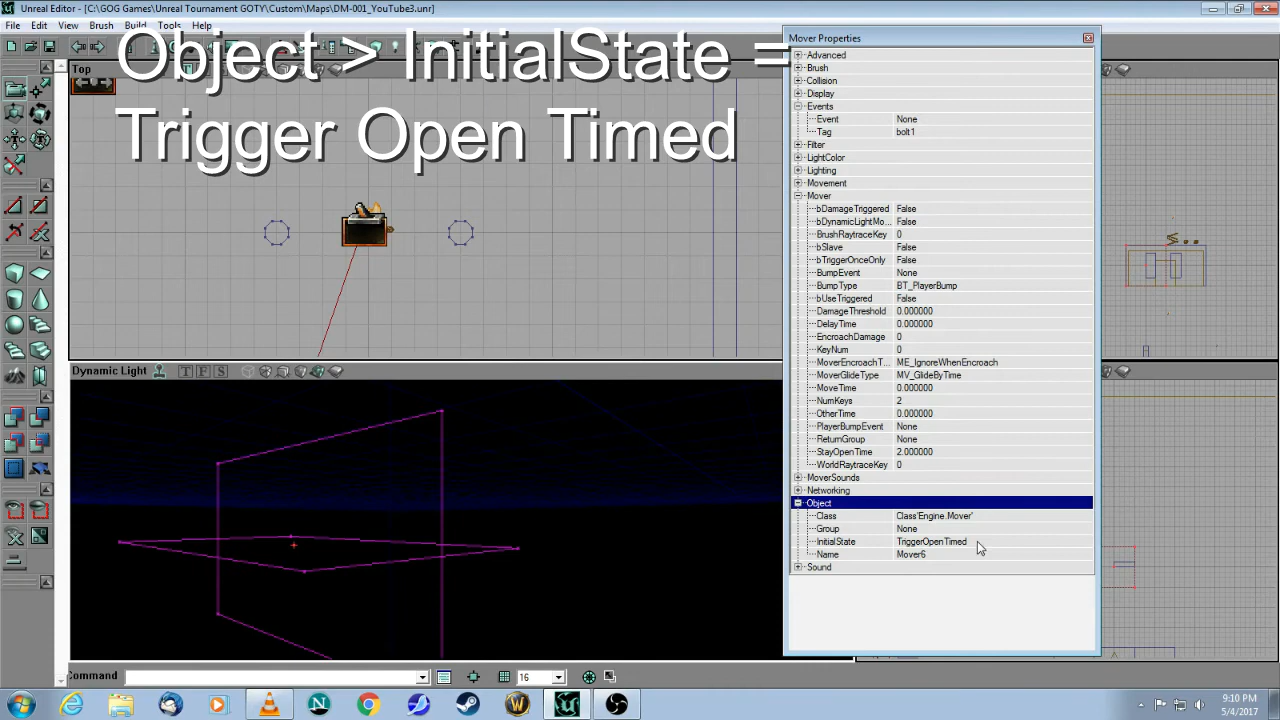 Unreal Editor - [C:\GOG Games\Unreal Tournament GOTY\Custom\Maps\DM-001_YouTube3.unr]
File Edit View Brush Build Tools Help
Object > InitialState =
Trigger Open Timed
Top
Mover Properties
Advanced
Brush
Collision
Display
Events
Event None
Tag bolt1
Filter
LightColor
Lighting
Movement
Mover
bDamageTriggered False
bDynamicLightMo... False
BrushRaytraceKey 0
bSlave False
bTriggerOnceOnly False
BumpEvent None
BumpType BT_PlayerBump
bUseTriggered False
DamageThreshold 0.000000
DelayTime 0.000000
EncroachDamage 0
KeyNum 0
MoverEncroachT... ME_IgnoreWhenEncroach
MoverGlideType MV_GlideByTime
MoveTime 0.000000
NumKeys 2
OtherTime 0.000000
PlayerBumpEvent None
ReturnGroup None
StayOpenTime 2.000000
WorldRaytraceKey 0
MoverSounds
Networking
Object
Class Class'Engine.Mover'
Group None
InitialState TriggerOpenTimed
Name Mover6
Sound
Dynamic Light T F S
Command
16
9:10 PM
5/4/2017